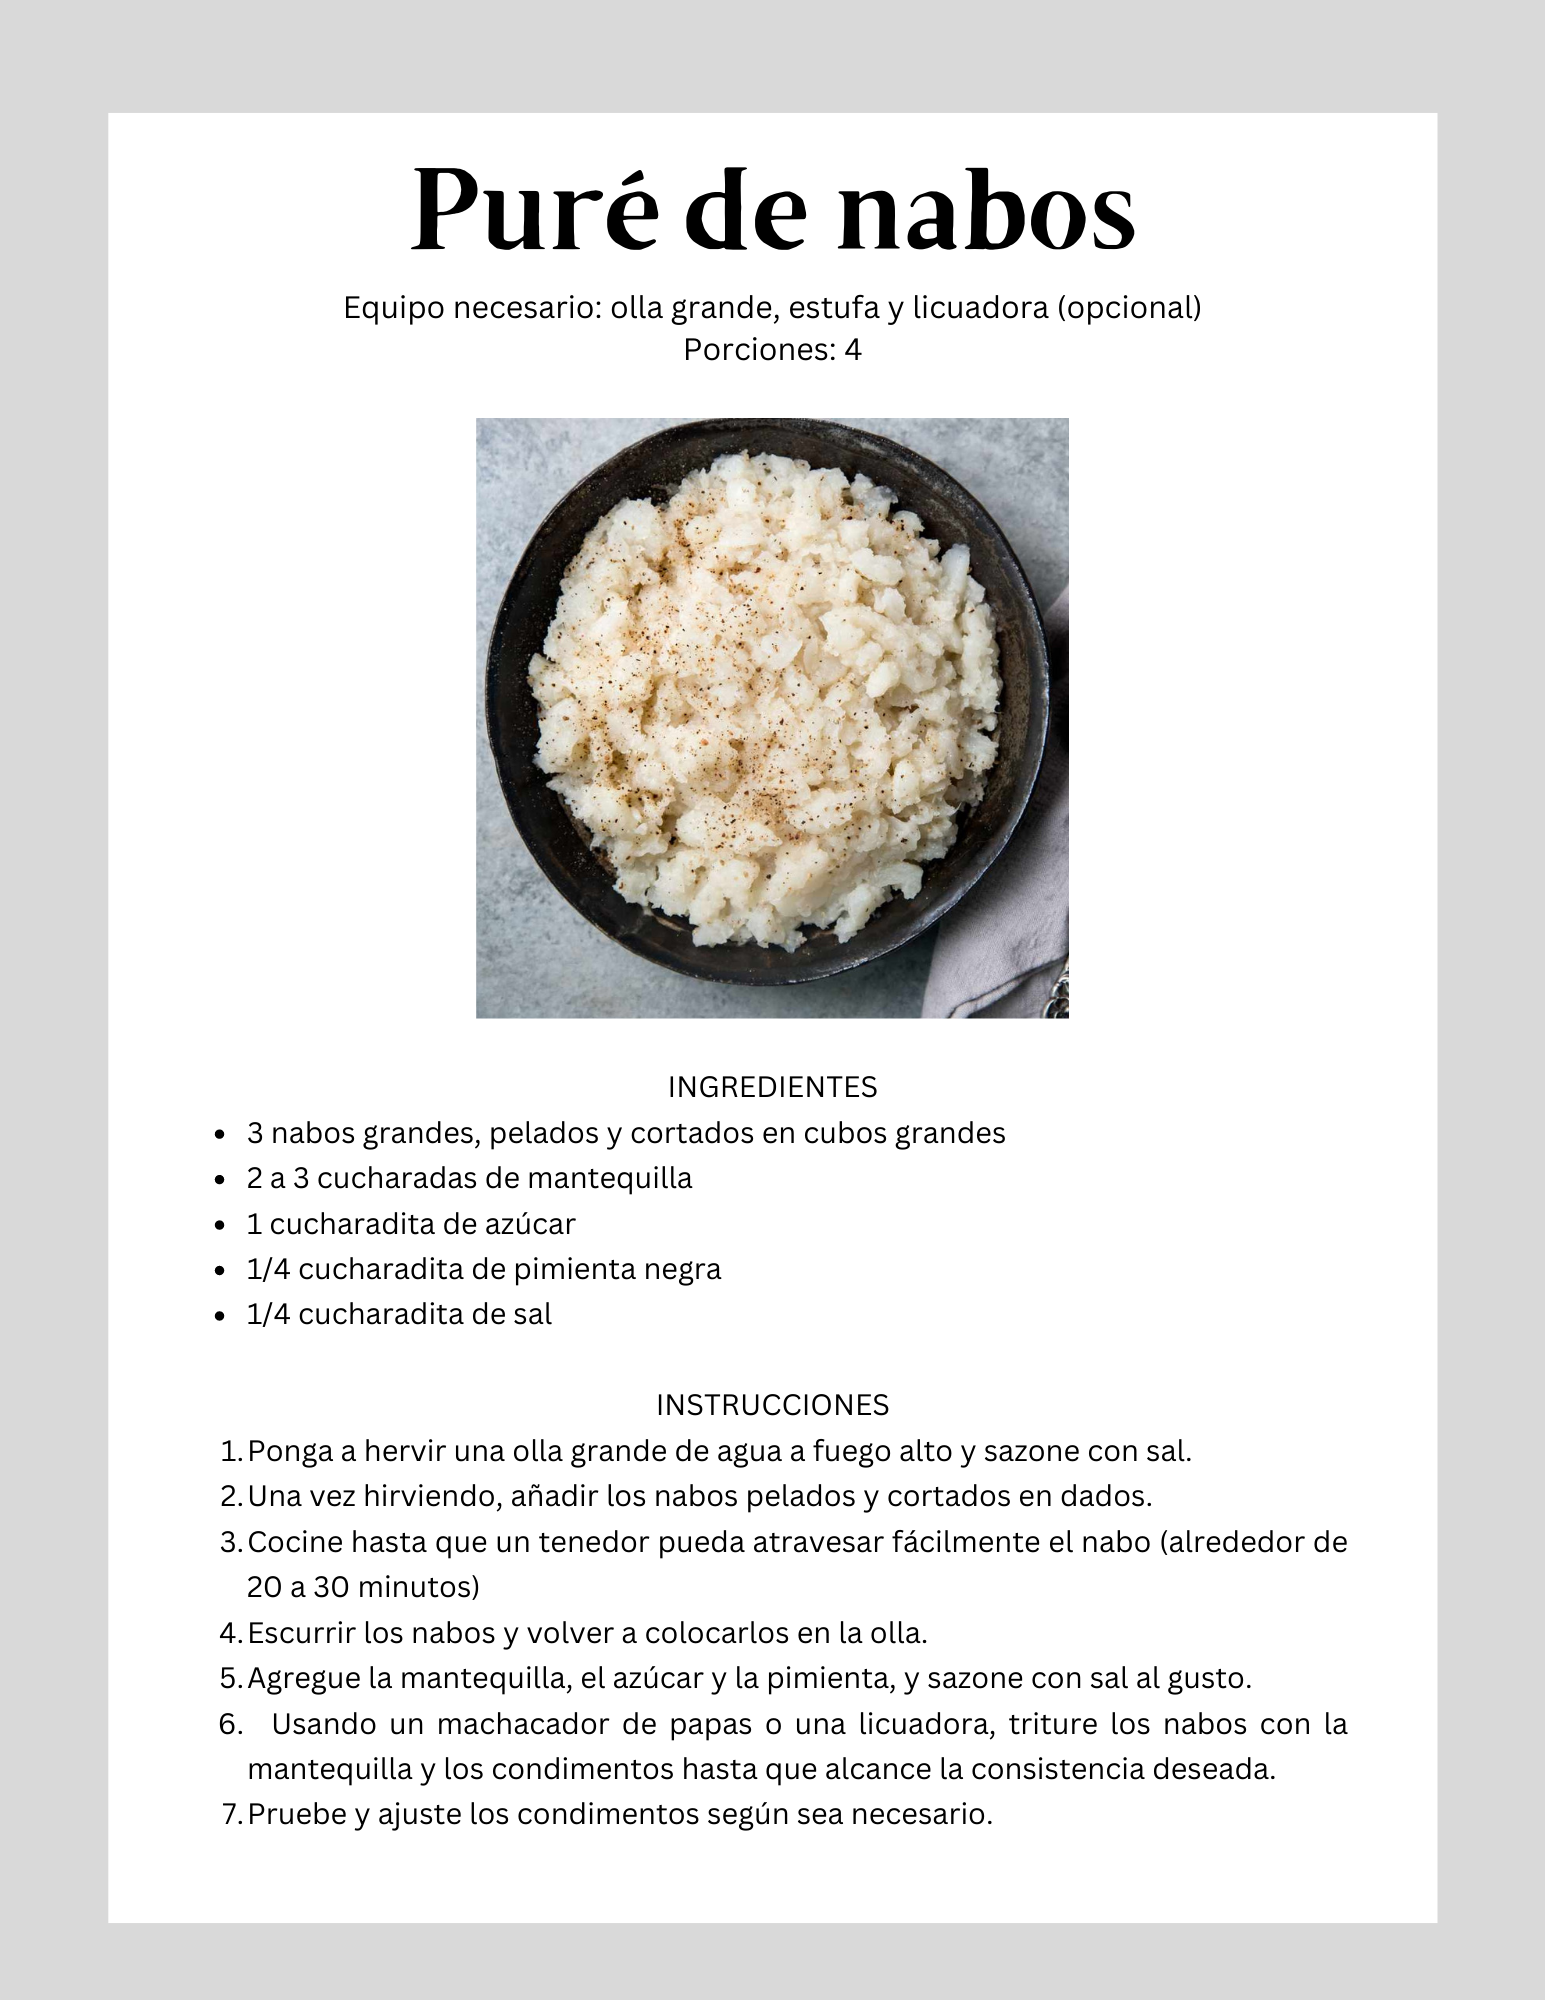 Puré de nabos
Equipo necesario: olla grande, estufa y licuadora (opcional)
Porciones: 4
INGREDIENTES
• 3 nabos grandes, pelados y cortados en cubos grandes
• 2 a 3 cucharadas de mantequilla
• 1 cucharadita de azúcar
• 1/4 cucharadita de pimienta negra
• 1/4 cucharadita de sal
INSTRUCCIONES
1. Ponga a hervir una olla grande de agua a fuego alto y sazone con sal.
2. Una vez hirviendo, añadir los nabos pelados y cortados en dados.
3. Cocine hasta que un tenedor pueda atravesar fácilmente el nabo (alrededor de
20 a 30 minutos)
4. Escurrir los nabos y volver a colocarlos en la olla.
5. Agregue la mantequilla, el azúcar y la pimienta, y sazone con sal al gusto.
6. Usando un machacador de papas o una licuadora, triture los nabos con la
mantequilla y los condimentos hasta que alcance la consistencia deseada.
7. Pruebe y ajuste los condimentos según sea necesario.